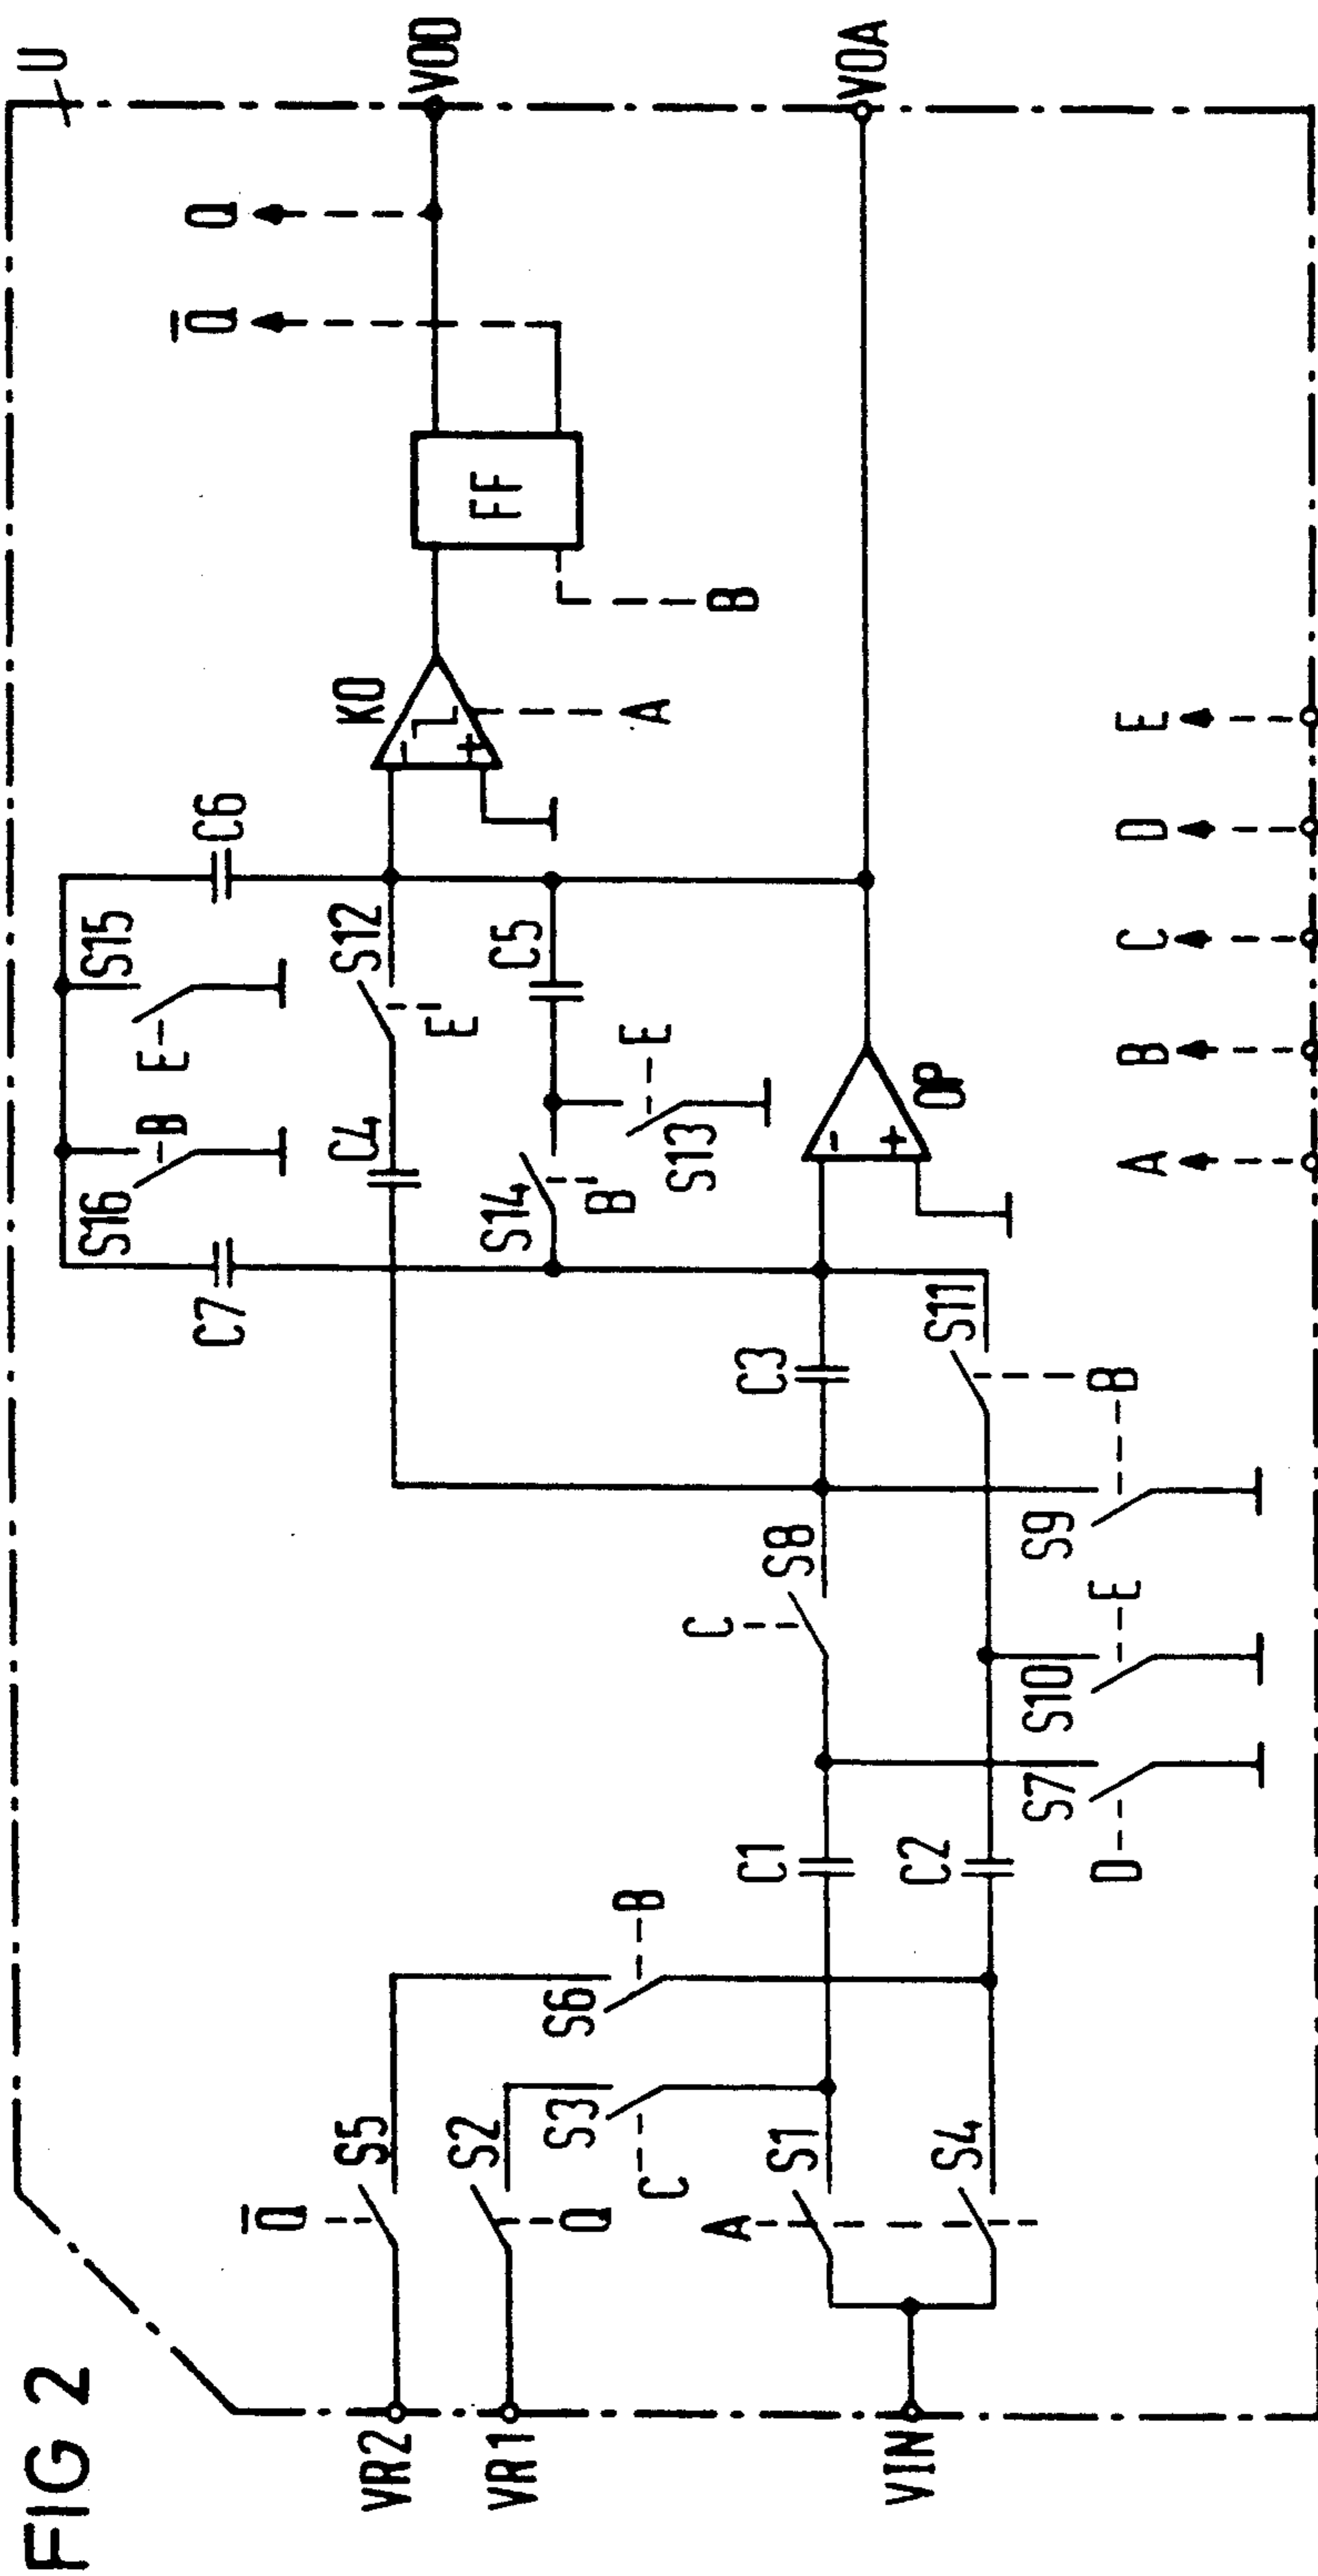 FIG 2
U
VR2
VR1
VIN
Q̅
S5
S2
Q
S3
C
S6
B
A
S1
S4
C1
C2
S7
D
S10
E
S9
B
C
S8
C3
S11
B
C7
S16
B
S15
E
C6
C4
S12
E
S14
B
C5
S13
E
-
+
OP
KO
-
+
A
FF
B
Q̅
Q
VOD
VOA
A
B
C
D
E